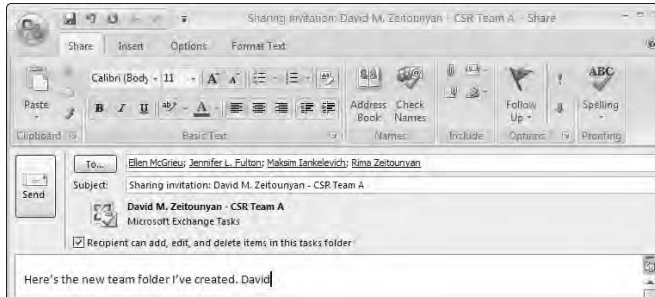 Sharing invitation: David M. Zeitounyan - CSR Team A - Share
Share Insert Options Format Text
Calibri (Body 11 A A
Paste B I U ab A Address Book Check Names Follow Up ABC Spelling
Clipboard Basic Text Names Include Options Proofing
To... Ellen McGrieu; Jennifer L. Fulton; Maksim Iankelevich; Rima Zeitounyan
Send
Subject: Sharing invitation: David M. Zeitounyan - CSR Team A
David M. Zeitounyan - CSR Team A
Microsoft Exchange Tasks
Recipient can add, edit, and delete items in this tasks folder
Here's the new team folder I've created. David